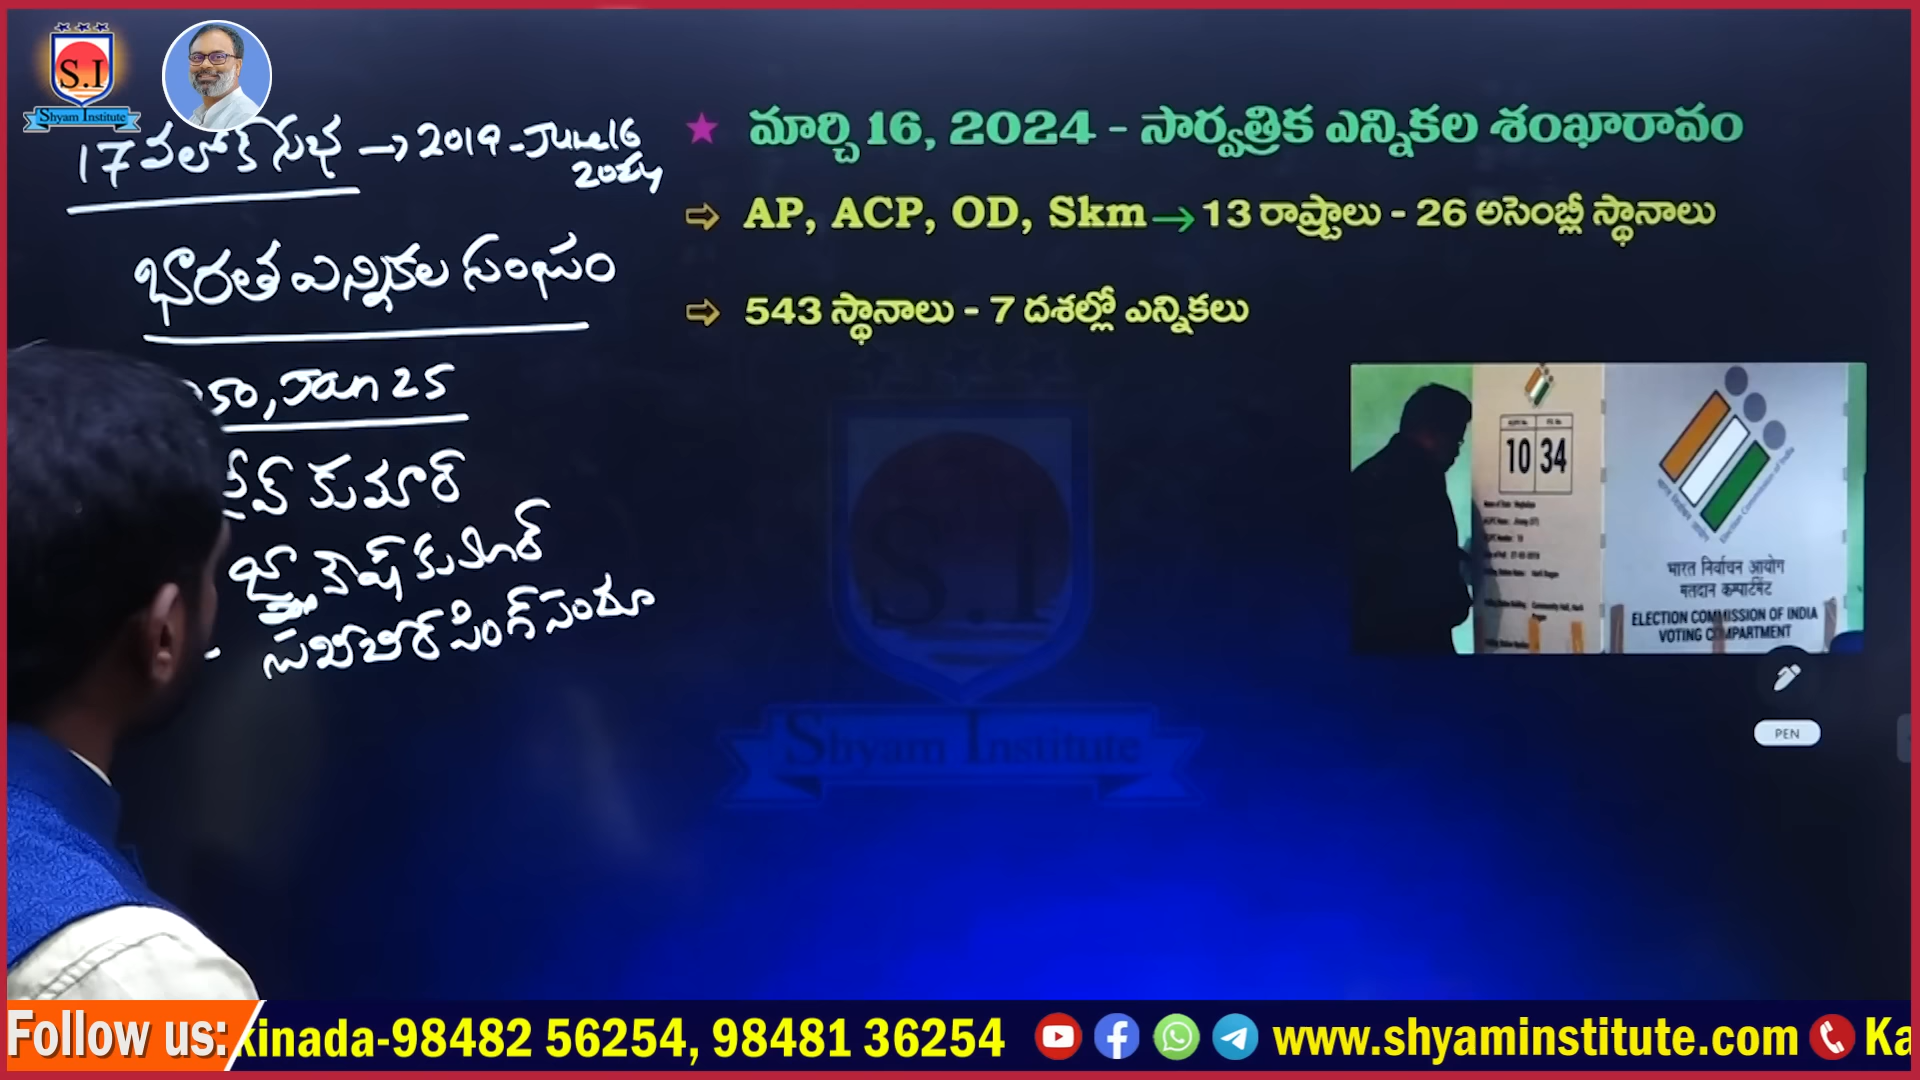 S.I
Shyam Institute
17వ లోక్ సభ → 2019 - June 16
2024
భారత ఎన్నికల సంఘం
, Jan 25
కుమార్
కుమార్
సుఖ్‌బీర్ సింగ్ సంధూ
★ మార్చి 16, 2024 - సార్వత్రిక ఎన్నికల శంఖారావం
⇨ AP, ACP, OD, Skm → 13 రాష్ట్రాలు - 26 అసెంబ్లీ స్థానాలు
⇨ 543 స్థానాలు - 7 దశల్లో ఎన్నికలు
10 34
भारत निर्वाचन आयोग
मतदान कम्पार्टमेंट
ELECTION COMMISSION OF INDIA
VOTING COMPARTMENT
S.I
Shyam Institute
PEN
Follow us: kinada-98482 56254, 98481 36254 www.shyaminstitute.com Ka